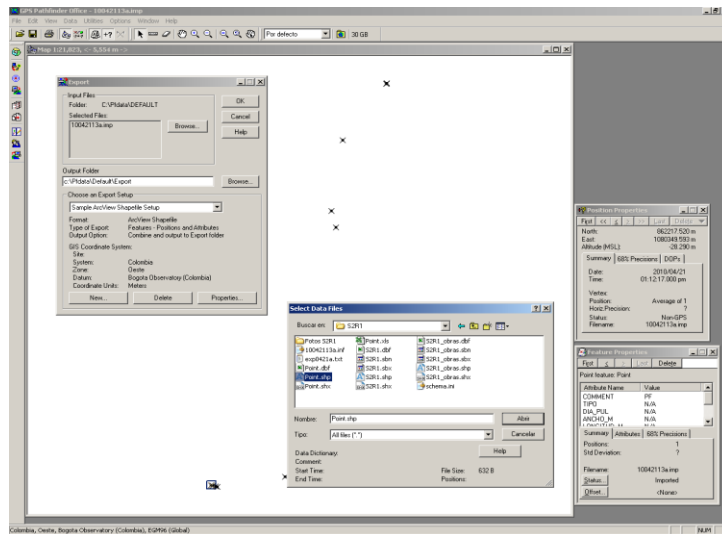 GPS Pathfinder Office - 10042113a.imp
File Edit View Data Utilities Options Window Help
Por defecto
30 GB
Map 1:21,823, <- 5,554 m ->
Export
Input Files
Folder: C:\Pfdata\DEFAULT
Selected Files:
10042113a.imp
Browse...
OK
Cancel
Help
Output Folder
c:\Pfdata\Default\Export
Browse...
Choose an Export Setup
Sample ArcView Shapefile Setup
Format: ArcView Shapefile
Type of Export: Features - Positions and Attributes
Output Option: Combine and output to Export folder
GIS Coordinate System:
Site:
System: Colombia
Zone: Oeste
Datum: Bogota Observatory (Colombia)
Coordinate Units: Meters
New... Delete Properties...
Select Data Files
Buscar en: S2R1
Fotos S2R1 Point.xls S2R1_obras.dbf
10042113a.inf S2R1.dbf S2R1_obras.sbn
exp0421a.txt S2R1.sbn S2R1_obras.sbx
Point.dbf S2R1.sbx S2R1_obras.shp
Point.shp S2R1.shp S2R1_obras.shx
Point.shx S2R1.shx schema.ini
Nombre: Point.shp Abrir
Tipo: All files (*.*) Cancelar
Data Dictionary: Help
Comment:
Start Time: File Size: 632 B
End Time: Positions:
Position Properties
First < > Last Delete
North: 862217.520 m
East: 1080349.593 m
Altitude (MSL): -28.290 m
Summary 68% Precisions DOPs
Date: 2010/04/21
Time: 01:12:17.000 pm
Vertex:
Position: Average of 1
Horiz Precision: ?
Status: Non-GPS
Filename: 10042113a.imp
Feature Properties
First < > Last Delete
Point feature: Point
Attribute Name Value
COMMENT PF
TIPO N/A
DIA_PUL N/A
ANCHO_M N/A
LONGITUD_M N/A
Summary Attributes 68% Precisions
Positions: 1
Std Deviation: ?
Filename: 10042113a.imp
Status... Imported
Offset... <None>
Colombia, Oeste, Bogota Observatory (Colombia), EGM96 (Global)
NUM